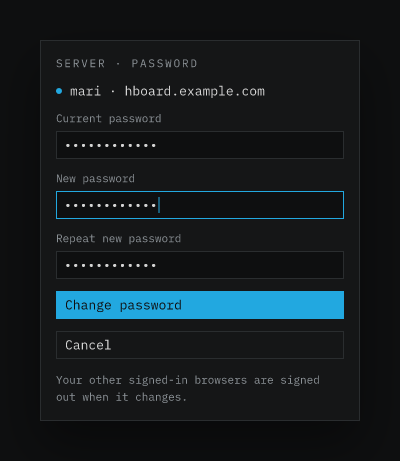 SERVER · PASSWORD
mari · hboard.example.com
Current password
••••••••••••
New password
••••••••••••
Repeat new password
••••••••••••
Change password
Cancel
Your other signed-in browsers are signed
out when it changes.